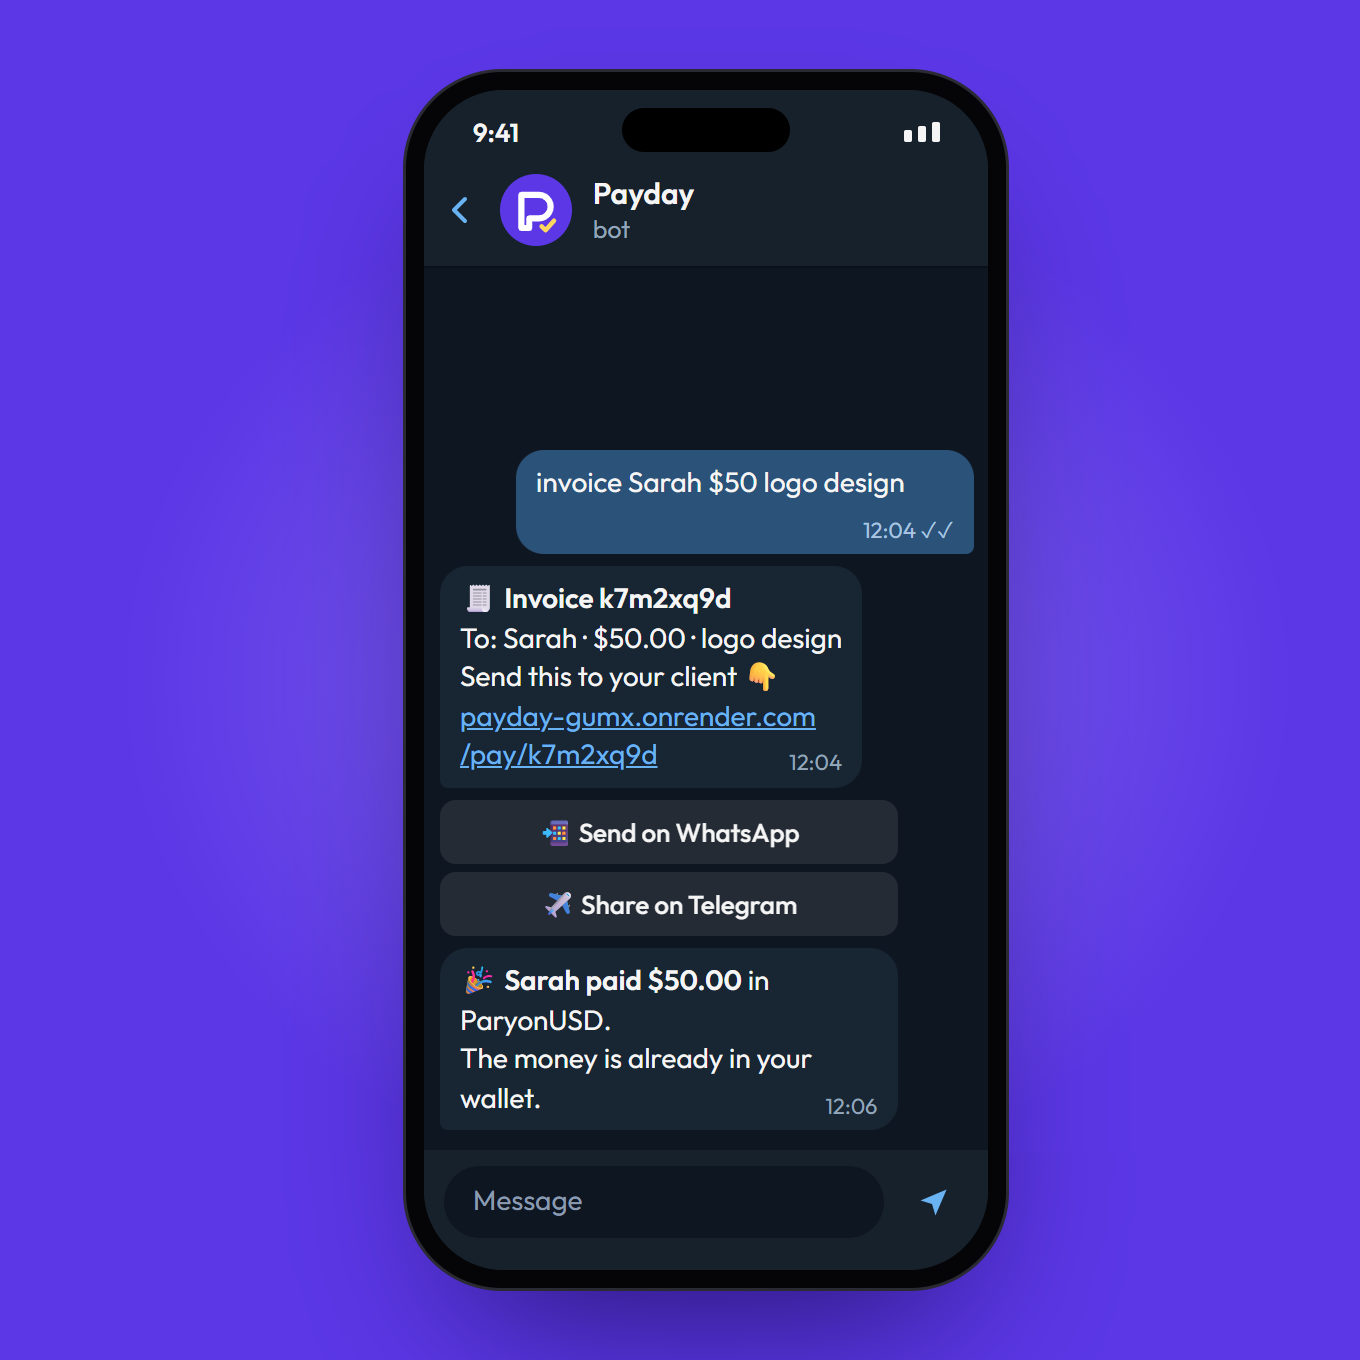 9:41
Payday
bot
invoice Sarah $50 logo design
12:04 ✓✓
🧾 Invoice k7m2xq9d
To: Sarah · $50.00 · logo design
Send this to your client 👇
payday-gumx.onrender.com
/pay/k7m2xq9d
12:04
📲 Send on WhatsApp
✈️ Share on Telegram
🎉 Sarah paid $50.00 in
ParyonUSD.
The money is already in your
wallet.
12:06
Message